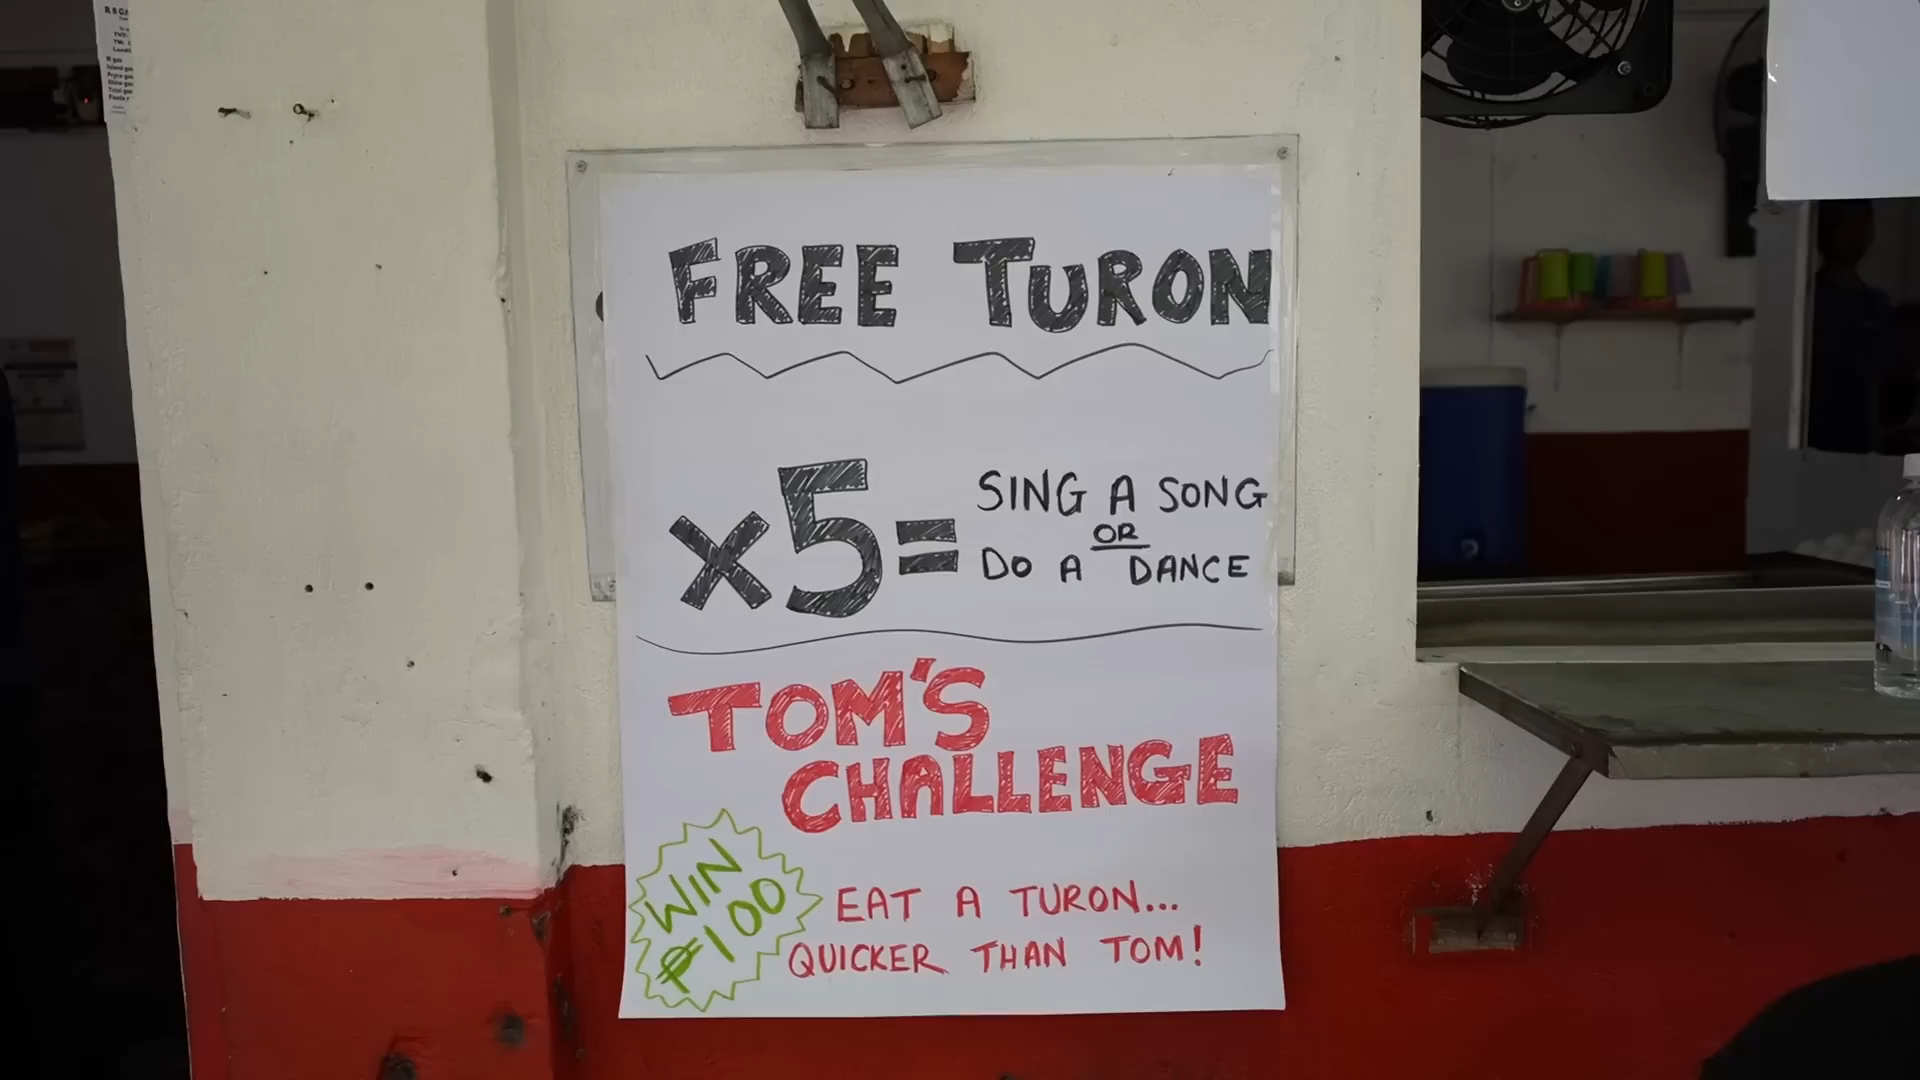 FREE TURON
x5=
SING A SONG
OR
DO A DANCE
TOM'S
CHALLENGE
WIN
₱100
EAT A TURON...
QUICKER THAN TOM!